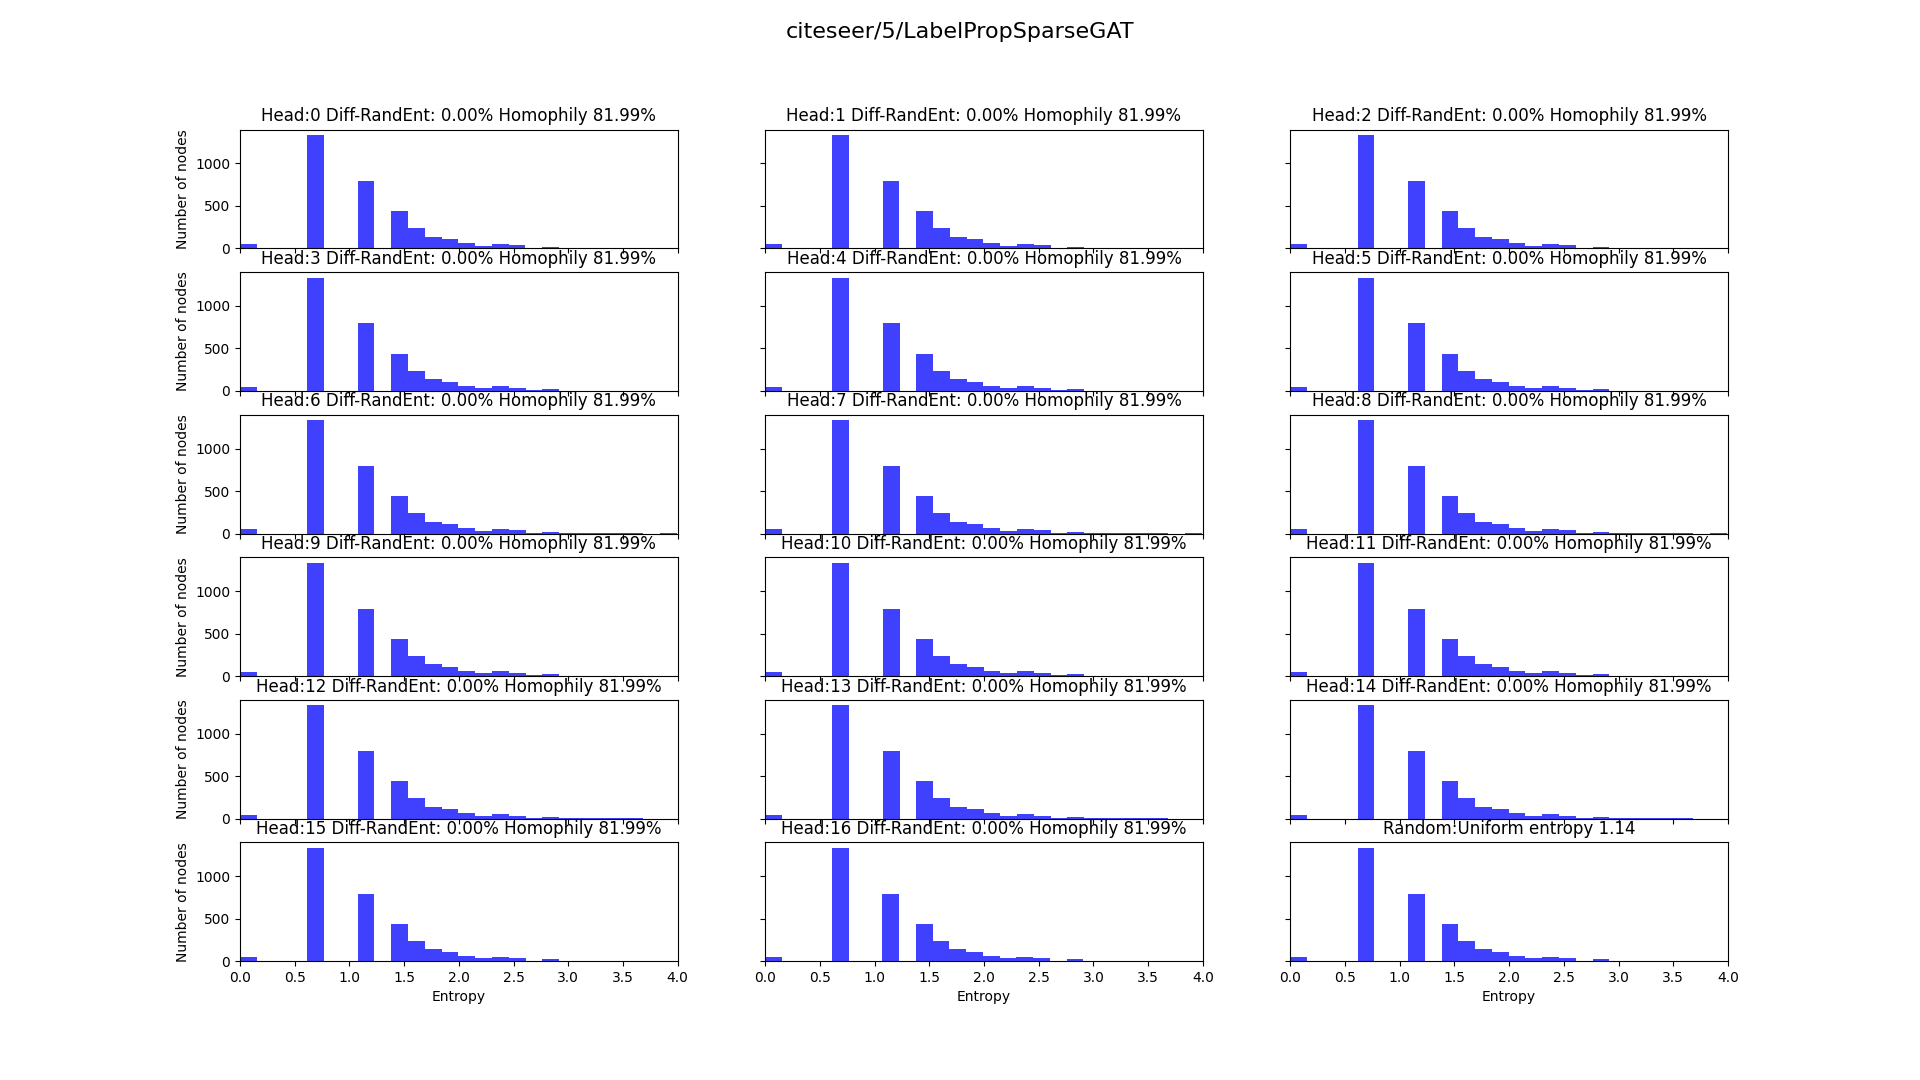 citeseer/5/LabelPropSparseGAT
Head:0 Diff-RandEnt: 0.00% Homophily 81.99%
Head:1 Diff-RandEnt: 0.00% Homophily 81.99%
Head:2 Diff-RandEnt: 0.00% Homophily 81.99%
Number of nodes
1000
500
0
Head:3 Diff-RandEnt: 0.00% Homophily 81.99%
Head:4 Diff-RandEnt: 0.00% Homophily 81.99%
Head:5 Diff-RandEnt: 0.00% Homophily 81.99%
Number of nodes
1000
500
0
Head:6 Diff-RandEnt: 0.00% Homophily 81.99%
Head:7 Diff-RandEnt: 0.00% Homophily 81.99%
Head:8 Diff-RandEnt: 0.00% Homophily 81.99%
Number of nodes
1000
500
0
Head:9 Diff-RandEnt: 0.00% Homophily 81.99%
Head:10 Diff-RandEnt: 0.00% Homophily 81.99%
Head:11 Diff-RandEnt: 0.00% Homophily 81.99%
Number of nodes
1000
500
0
Head:12 Diff-RandEnt: 0.00% Homophily 81.99%
Head:13 Diff-RandEnt: 0.00% Homophily 81.99%
Head:14 Diff-RandEnt: 0.00% Homophily 81.99%
Number of nodes
1000
500
0
Head:15 Diff-RandEnt: 0.00% Homophily 81.99%
Head:16 Diff-RandEnt: 0.00% Homophily 81.99%
Random:Uniform entropy 1.14
Number of nodes
1000
500
0
0.0 0.5 1.0 1.5 2.0 2.5 3.0 3.5 4.0
0.0 0.5 1.0 1.5 2.0 2.5 3.0 3.5 4.0
0.0 0.5 1.0 1.5 2.0 2.5 3.0 3.5 4.0
Entropy
Entropy
Entropy